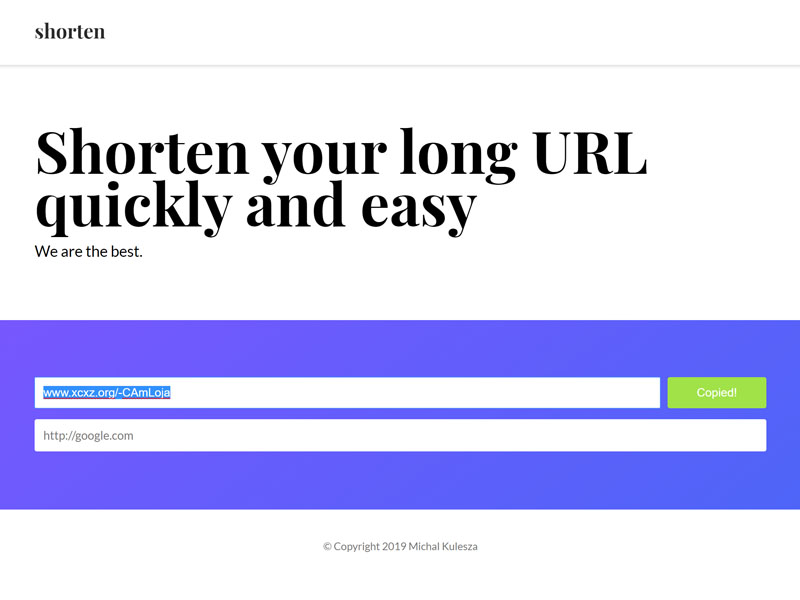 shorten
Shorten your long URL
quickly and easy
We are the best.
www.xcxz.org/-CAmLoja
Copied!
http://google.com
© Copyright 2019 Michal Kulesza